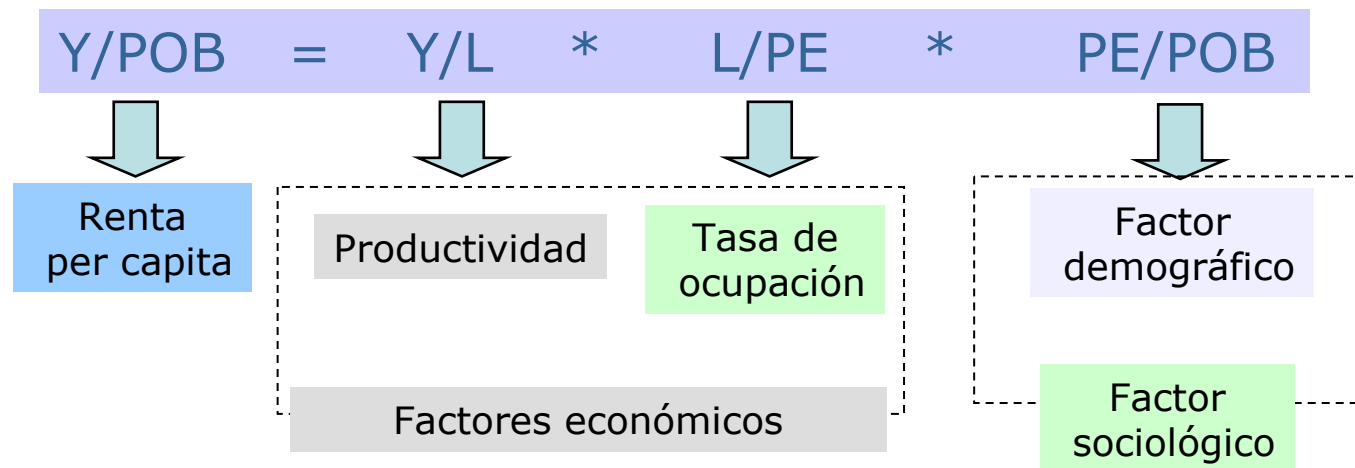 Y/POB = Y/L * L/PE * PE/POB
Renta
per capita
Productividad
Tasa de
ocupación
Factor
demográfico
Factores económicos
Factor
sociológico